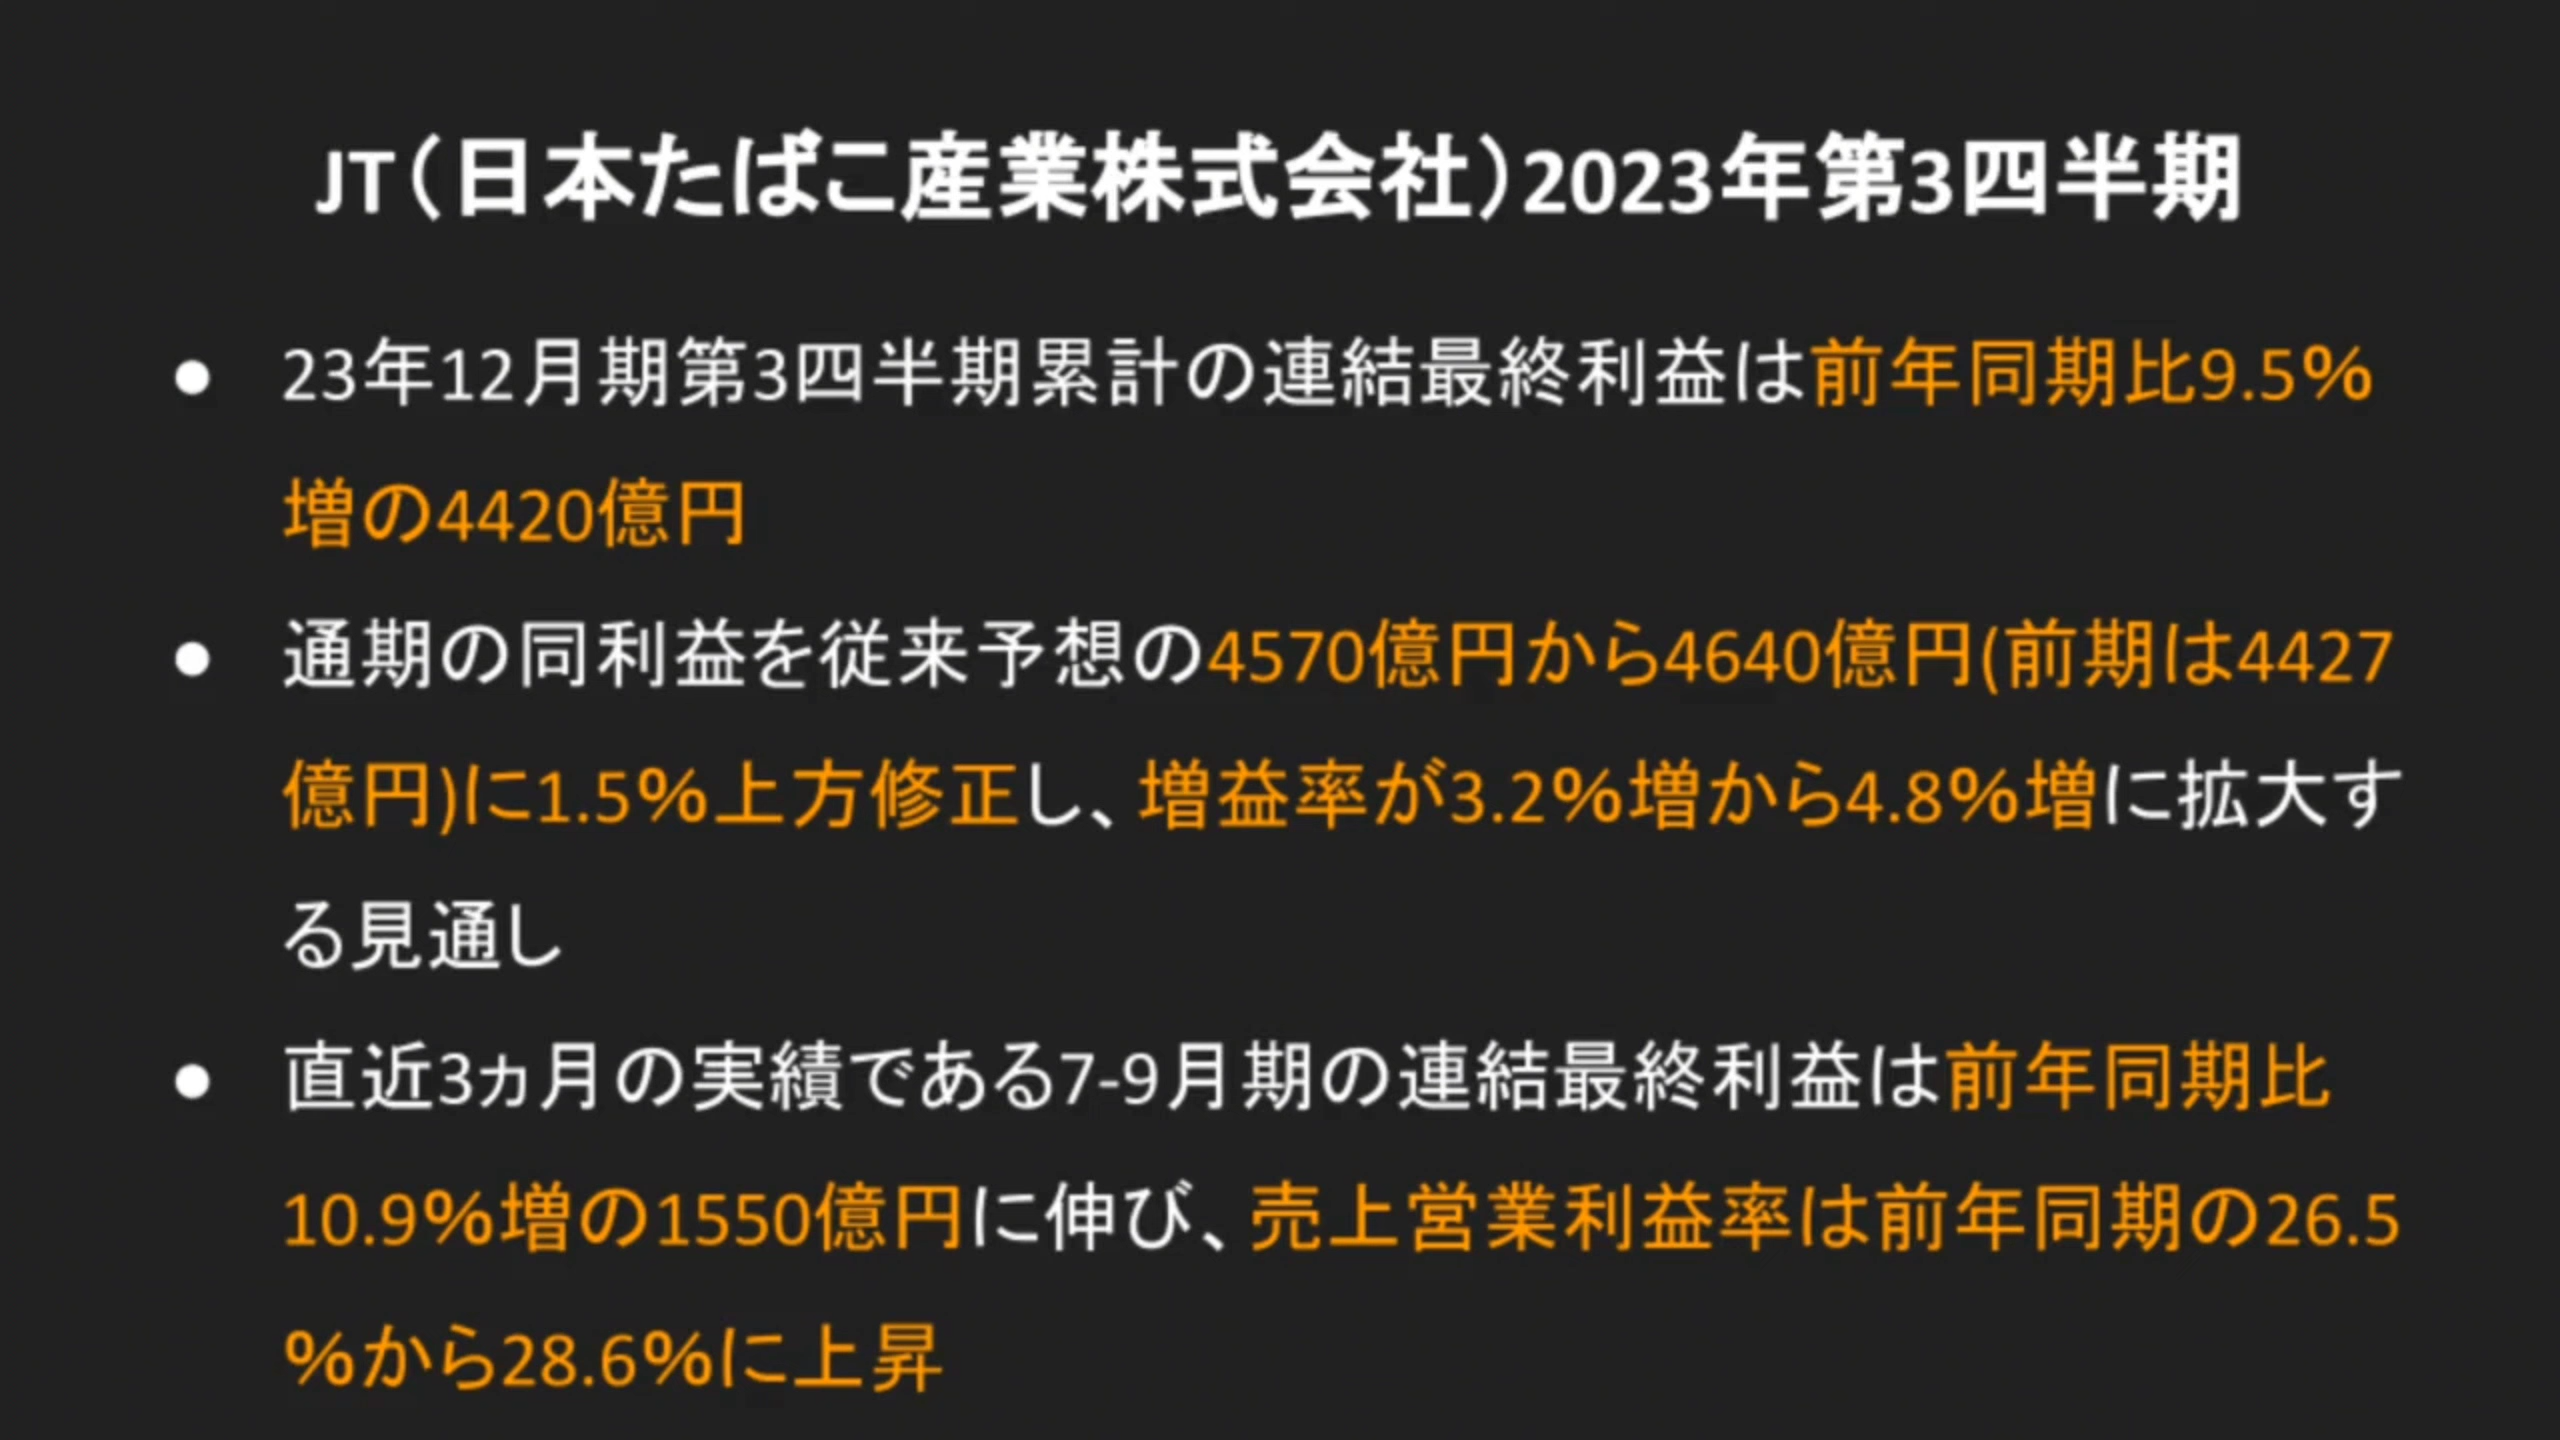 JT（日本たばこ産業株式会社）2023年第3四半期
● 23年12月期第3四半期累計の連結最終利益は前年同期比9.5%
増の4420億円
● 通期の同利益を従来予想の4570億円から4640億円(前期は4427
億円)に1.5%上方修正し、増益率が3.2%増から4.8%増に拡大す
る見通し
● 直近3ヵ月の実績である7-9月期の連結最終利益は前年同期比
10.9%増の1550億円に伸び、売上営業利益率は前年同期の26.5
%から28.6%に上昇